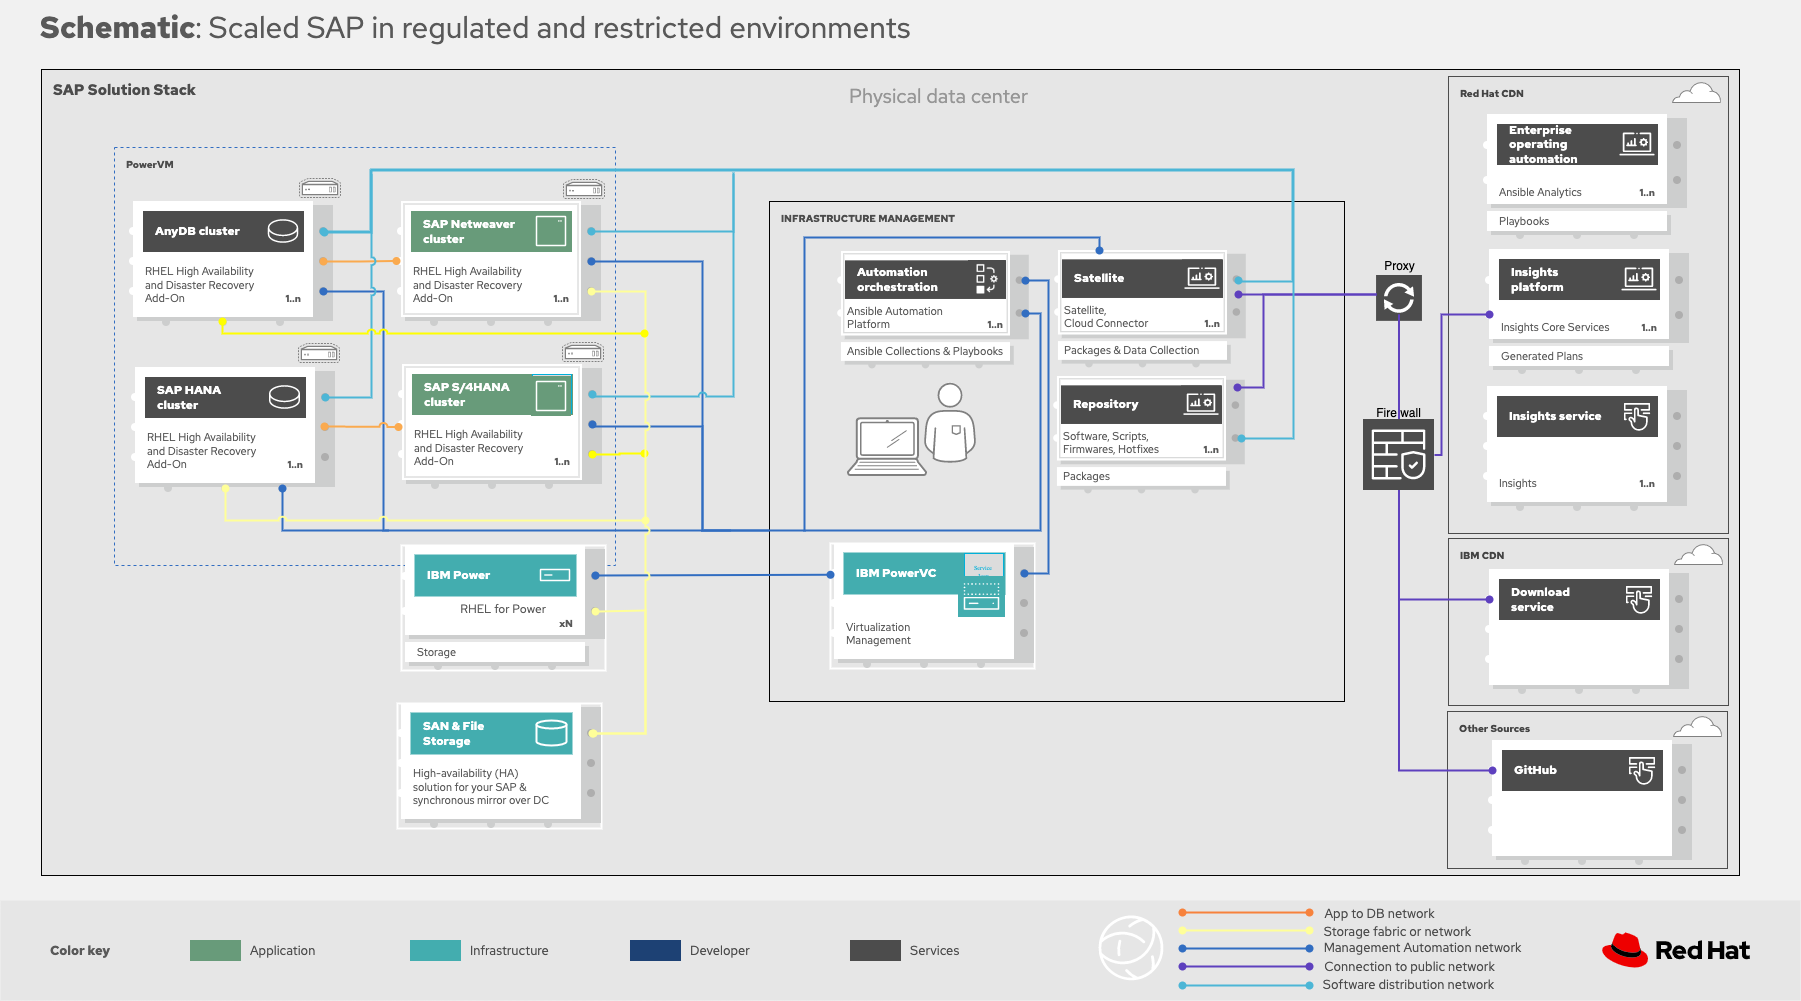 Schematic: Scaled SAP in regulated and restricted environments
SAP Solution Stack
Physical data center
PowerVM
AnyDB cluster
RHEL High Availability
and Disaster Recovery
Add-On
1..n
SAP Netweaver
cluster
RHEL High Availability
and Disaster Recovery
Add-On
1..n
SAP HANA
cluster
RHEL High Availability
and Disaster Recovery
Add-On
1..n
SAP S/4HANA
cluster
RHEL High Availability
and Disaster Recovery
Add-On
1..n
IBM Power
RHEL for Power
xN
Storage
SAN & File
Storage
High-availability (HA)
solution for your SAP &
synchronous mirror over DC
INFRASTRUCTURE MANAGEMENT
Automation
orchestration
Ansible Automation
Platform
1..n
Ansible Collections & Playbooks
Satellite
Satellite,
Cloud Connector
1..n
Packages & Data Collection
Repository
Software, Scripts,
Firmwares, Hotfixes
1..n
Packages
IBM PowerVC
Service
Virtualization
Management
Proxy
Firewall
Red Hat CDN
Enterprise
operating
automation
Ansible Analytics
1..n
Playbooks
Insights
platform
Insights Core Services
1..n
Generated Plans
Insights service
Insights
1..n
IBM CDN
Download
service
Other Sources
GitHub
Color key
Application
Infrastructure
Developer
Services
App to DB network
Storage fabric or network
Management Automation network
Connection to public network
Software distribution network
Red Hat